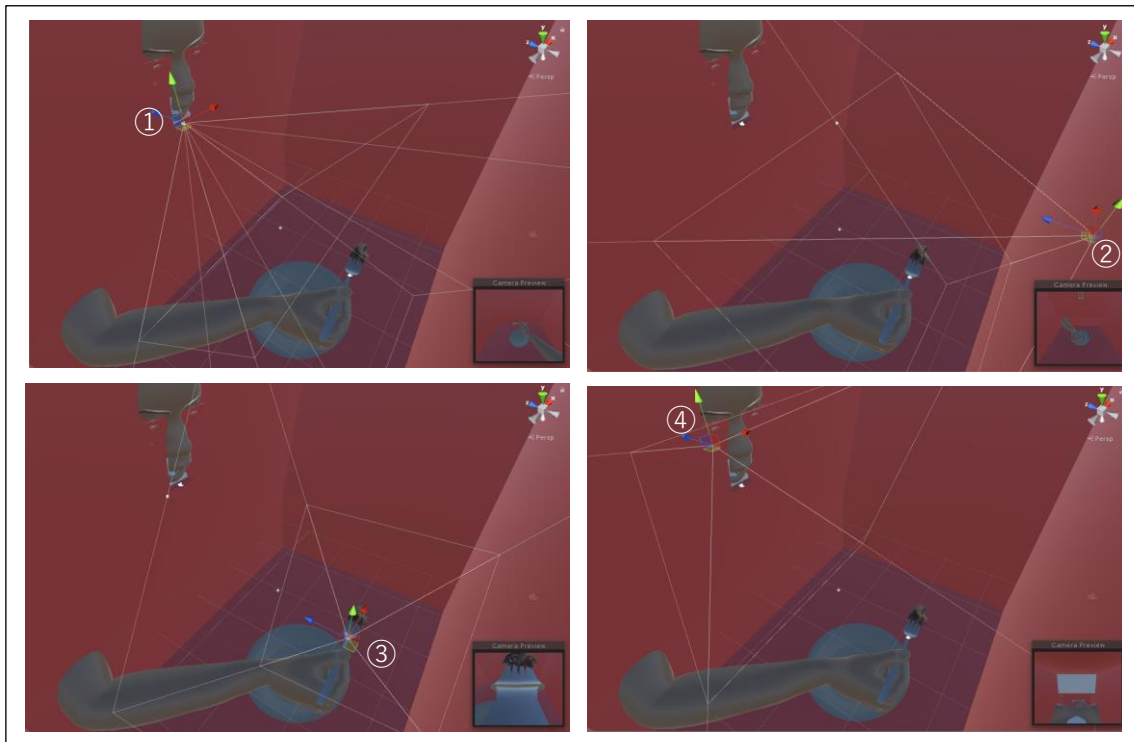 y
x
z
< Persp
①
Camera Preview
y
x
z
< Persp
②
Camera Preview
y
x
z
< Persp
③
Camera Preview
④
y
x
z
< Persp
Camera Preview